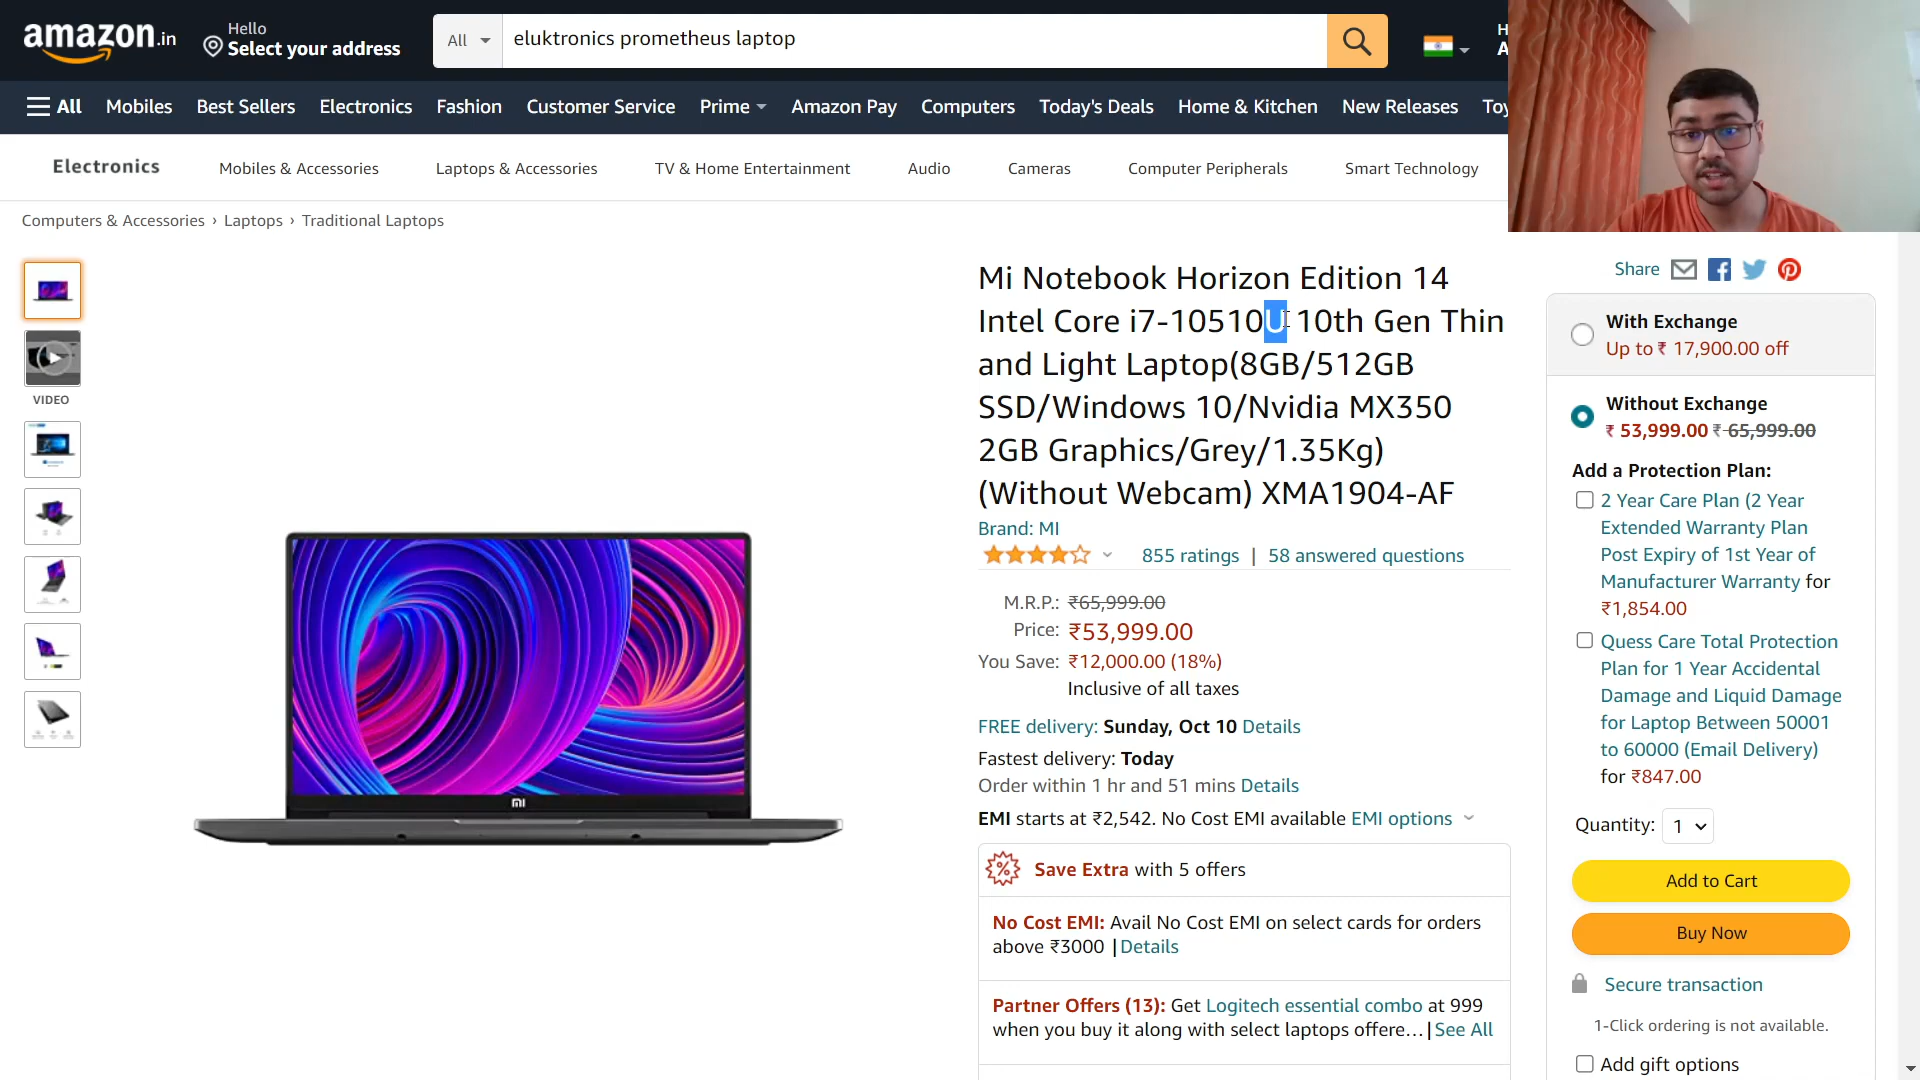 amazon.in
Hello
Select your address
All
eluktronics prometheus laptop
All
Mobiles
Best Sellers
Electronics
Fashion
Customer Service
Prime
Amazon Pay
Computers
Today's Deals
Home & Kitchen
New Releases
Electronics
Mobiles & Accessories
Laptops & Accessories
TV & Home Entertainment
Audio
Cameras
Computer Peripherals
Smart Technology
Computers & Accessories › Laptops › Traditional Laptops
VIDEO
mi
Mi Notebook Horizon Edition 14
Intel Core i7-10510U 10th Gen Thin
and Light Laptop(8GB/512GB
SSD/Windows 10/Nvidia MX350
2GB Graphics/Grey/1.35Kg)
(Without Webcam) XMA1904-AF
Brand: MI
855 ratings | 58 answered questions
M.R.P.: ₹65,999.00
Price: ₹53,999.00
You Save: ₹12,000.00 (18%)
Inclusive of all taxes
FREE delivery: Sunday, Oct 10 Details
Fastest delivery: Today
Order within 1 hr and 51 mins Details
EMI starts at ₹2,542. No Cost EMI available EMI options
Save Extra with 5 offers
No Cost EMI: Avail No Cost EMI on select cards for orders
above ₹3000 | Details
Partner Offers (13): Get Logitech essential combo at 999
when you buy it along with select laptops offere... | See All
Share
With Exchange
Up to ₹ 17,900.00 off
Without Exchange
₹ 53,999.00 ₹ 65,999.00
Add a Protection Plan:
2 Year Care Plan (2 Year
Extended Warranty Plan
Post Expiry of 1st Year of
Manufacturer Warranty for
₹1,854.00
Quess Care Total Protection
Plan for 1 Year Accidental
Damage and Liquid Damage
for Laptop Between 50001
to 60000 (Email Delivery)
for ₹847.00
Quantity: 1
Add to Cart
Buy Now
Secure transaction
1-Click ordering is not available.
Add gift options